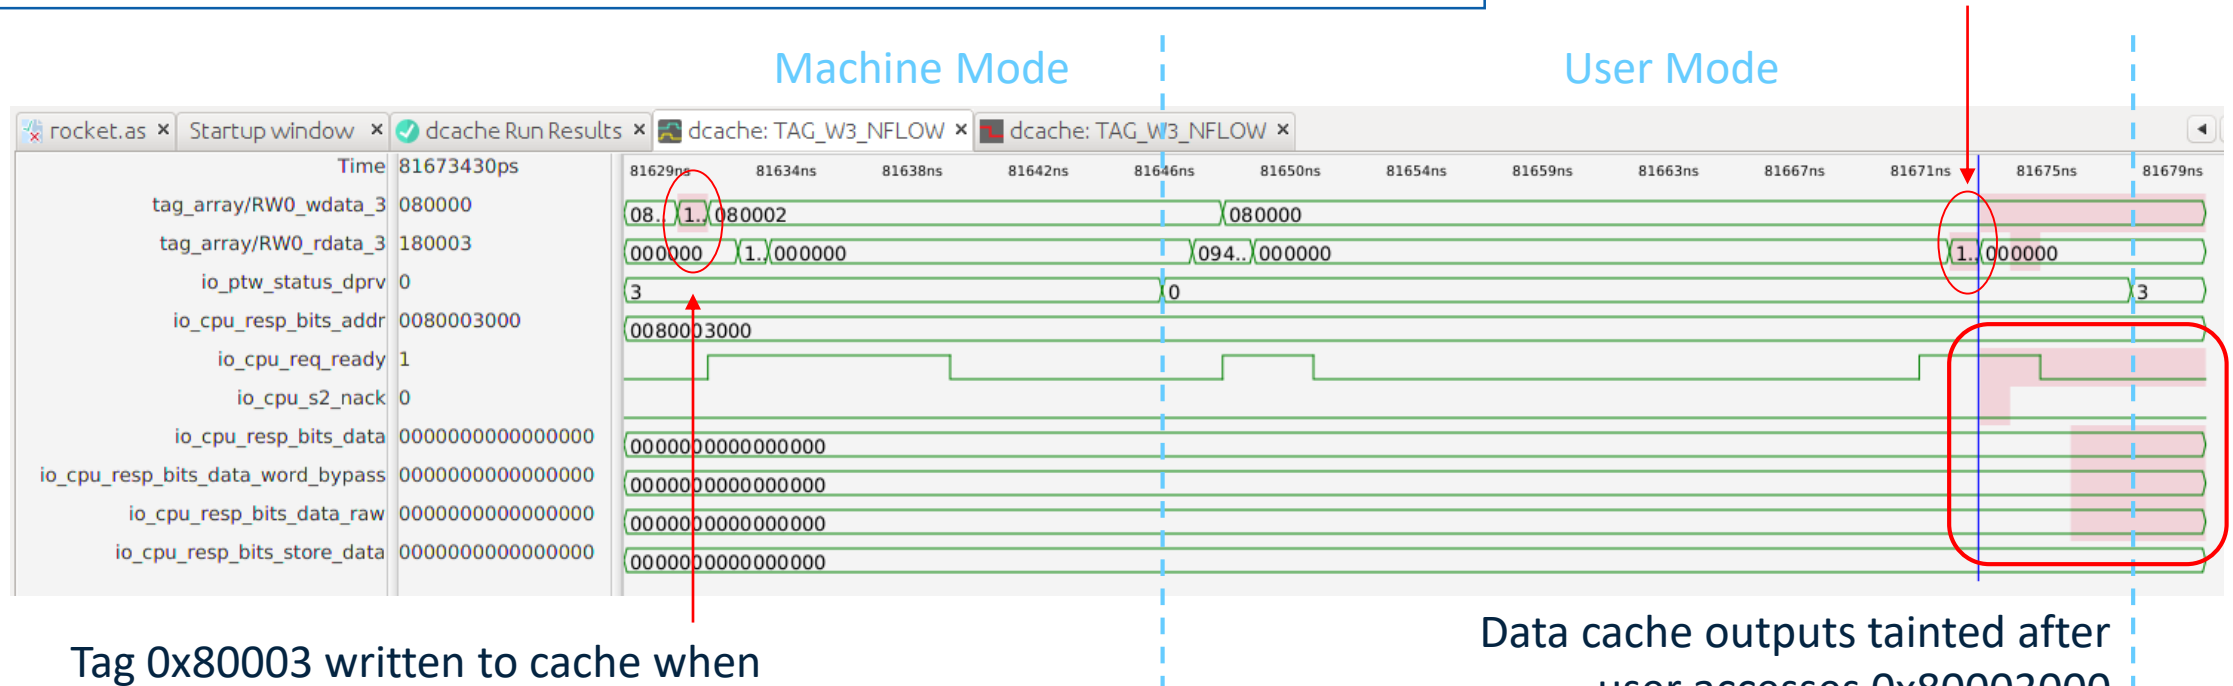 Machine Mode
User Mode
rocket.as × Startup window × dcache Run Results × dcache: TAG_W3_NFLOW × dcache: TAG_W3_NFLOW ×
Time 81673430ps 81629ns 81634ns 81638ns 81642ns 81646ns 81650ns 81654ns 81659ns 81663ns 81667ns 81671ns 81675ns 81679ns
tag_array/RW0_wdata_3 080000 08.. 1.. 080002 080000
tag_array/RW0_rdata_3 180003 000000 1.. 000000 094.. 000000 1.. 000000
io_ptw_status_dprv 0 3 0 3
io_cpu_resp_bits_addr 0080003000 0080003000
io_cpu_req_ready 1
io_cpu_s2_nack 0
io_cpu_resp_bits_data 0000000000000000 0000000000000000
io_cpu_resp_bits_data_word_bypass 0000000000000000 0000000000000000
io_cpu_resp_bits_data_raw 0000000000000000 0000000000000000
io_cpu_resp_bits_store_data 0000000000000000 0000000000000000
Tag 0x80003 written to cache when
Data cache outputs tainted after
user accesses 0x80003000